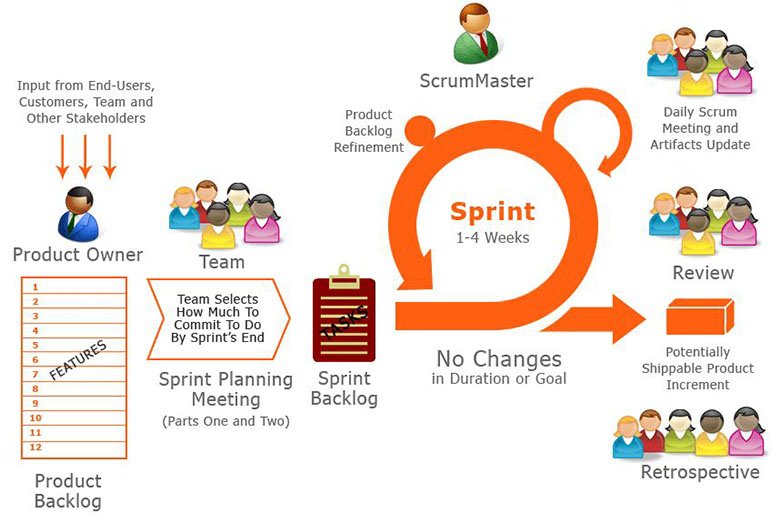 Input from End-Users,
Customers, Team and
Other Stakeholders
Product Owner
1
2
3
4
5
6
7
8
9
10
11
12
FEATURES
Product
Backlog
Team
Team Selects
How Much To
Commit To Do
By Sprint's End
Sprint Planning
Meeting
(Parts One and Two)
TASKS
Sprint
Backlog
ScrumMaster
Product
Backlog
Refinement
Sprint
1-4 Weeks
No Changes
in Duration or Goal
Daily Scrum
Meeting and
Artifacts Update
Review
Potentially
Shippable Product
Increment
Retrospective